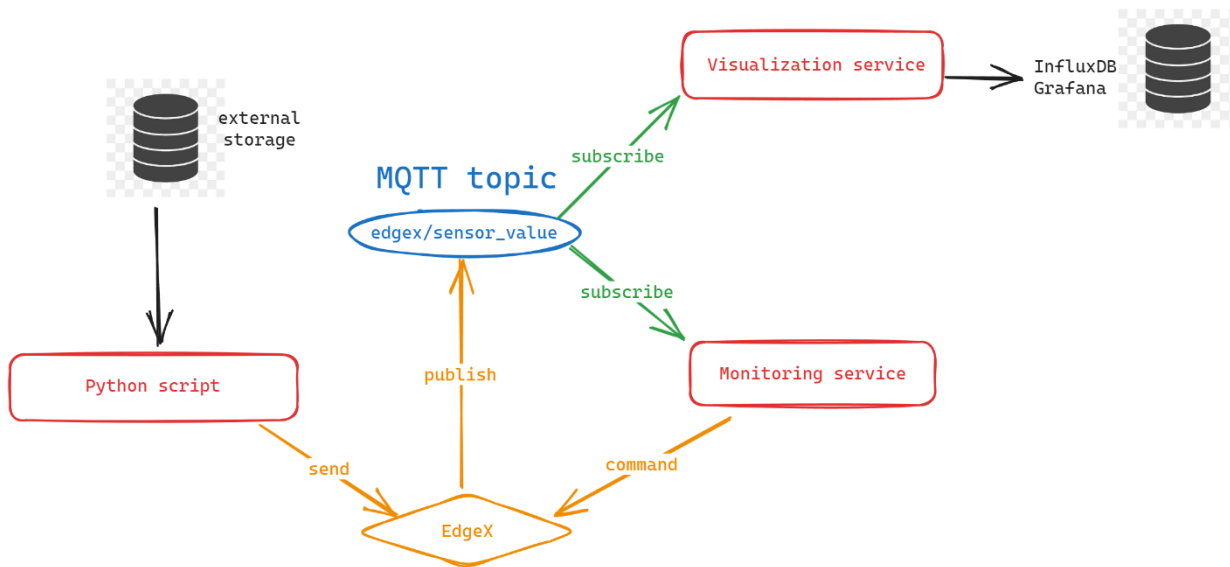 Visualization service
InfluxDB
Grafana
external
storage
subscribe
MQTT topic
edgex/sensor_value
subscribe
Python script
publish
Monitoring service
send
command
EdgeX